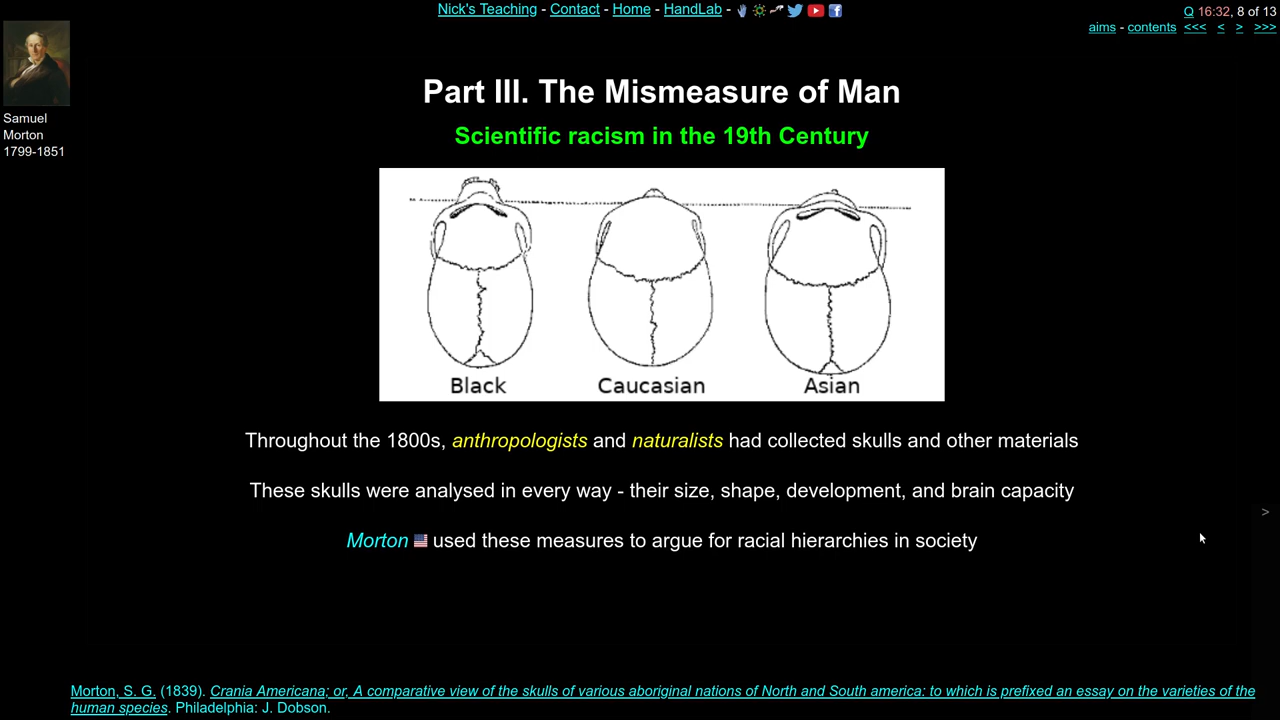 Nick's Teaching - Contact - Home - HandLab -
Q 16:32, 8 of 13
aims - contents <<< < > >>>
Samuel
Morton
1799-1851
Part III. The Mismeasure of Man
Scientific racism in the 19th Century
Black Caucasian Asian
Throughout the 1800s, anthropologists and naturalists had collected skulls and other materials
These skulls were analysed in every way - their size, shape, development, and brain capacity
>
Morton used these measures to argue for racial hierarchies in society
Morton, S. G. (1839). Crania Americana; or, A comparative view of the skulls of various aboriginal nations of North and South america: to which is prefixed an essay on the varieties of the
human species. Philadelphia: J. Dobson.